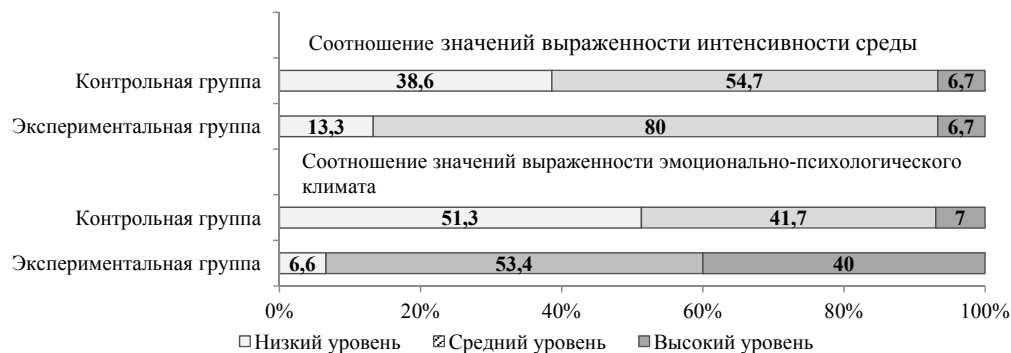 Соотношение значений выраженности интенсивности среды
Контрольная группа
38,6 54,7 6,7
Экспериментальная группа
13,3 80 6,7
Соотношение значений выраженности эмоционально-психологического
климата
Контрольная группа
51,3 41,7 7
Экспериментальная группа
6,6 53,4 40
0% 20% 40% 60% 80% 100%
Низкий уровень Средний уровень Высокий уровень